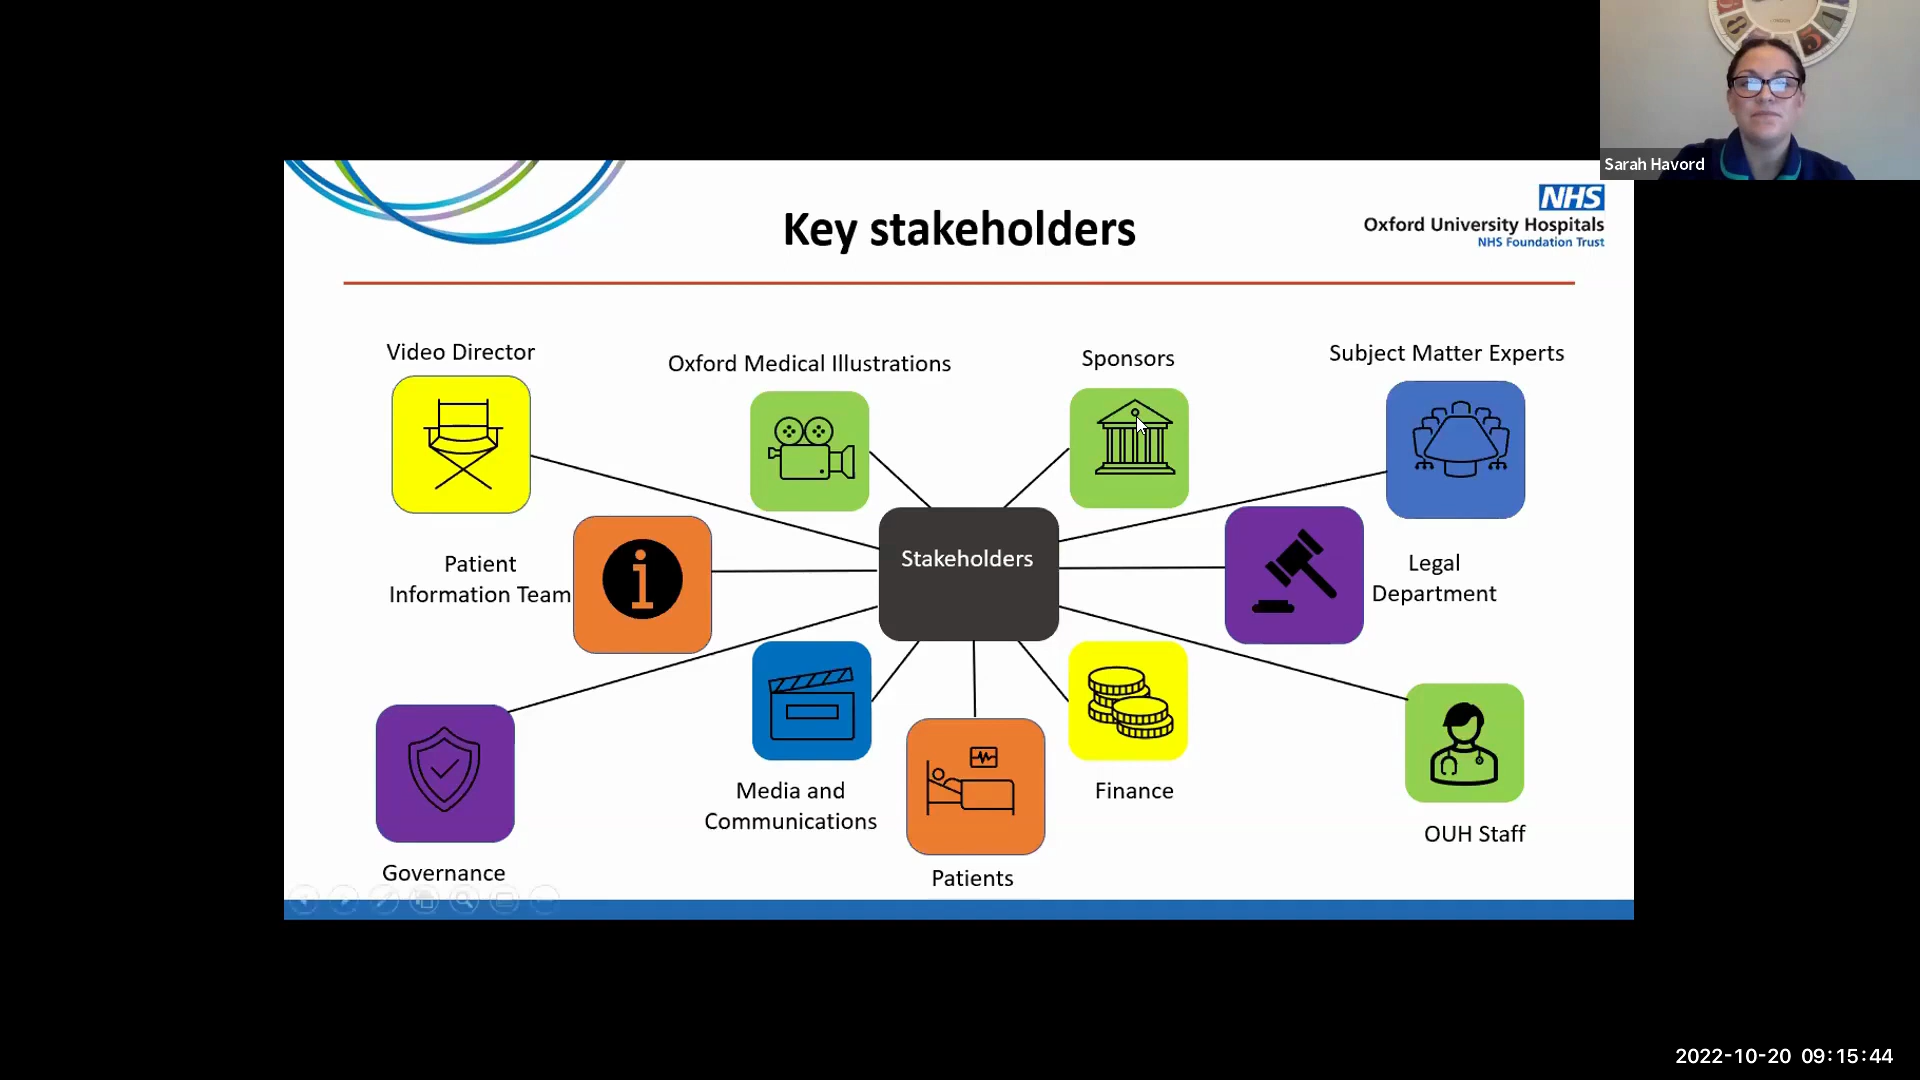 Sarah Havord
NHS
Oxford University Hospitals
NHS Foundation Trust
Key stakeholders
Video Director
Oxford Medical Illustrations
Sponsors
Subject Matter Experts
Stakeholders
Patient
Information Team
Legal
Department
Media and
Communications
Finance
OUH Staff
Governance
Patients
2022-10-20 09:15:44